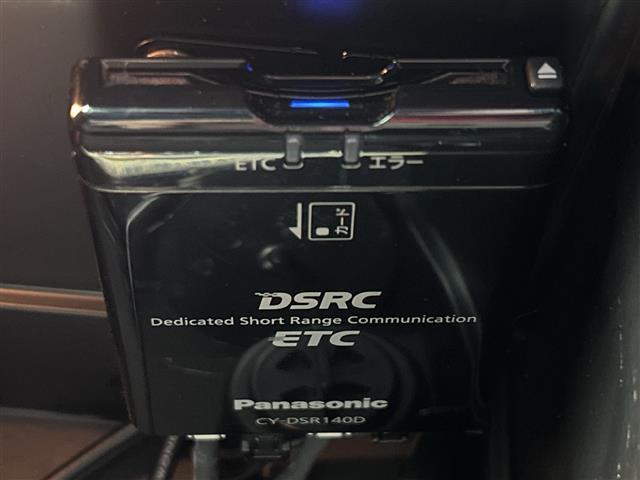 ETC エラー
カード
DSRC
Dedicated Short Range Communication
ETC
Panasonic
CY-DSR140D